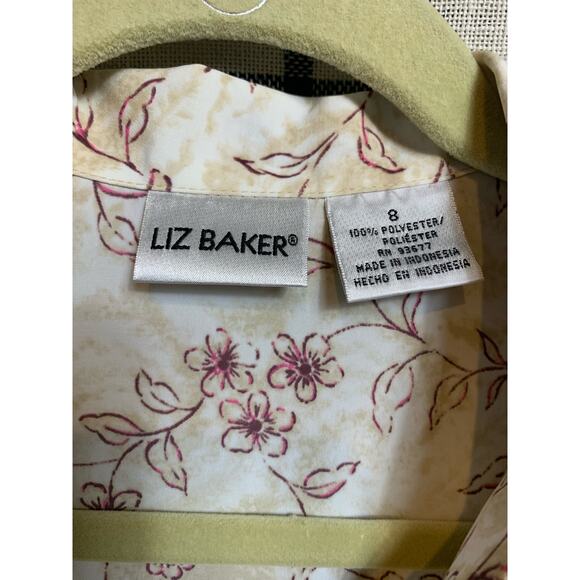 LIZ BAKER®
8
100% POLYESTER/
POLIÉSTER
RN 93677
MADE IN INDONESIA
HECHO EN INDONESIA